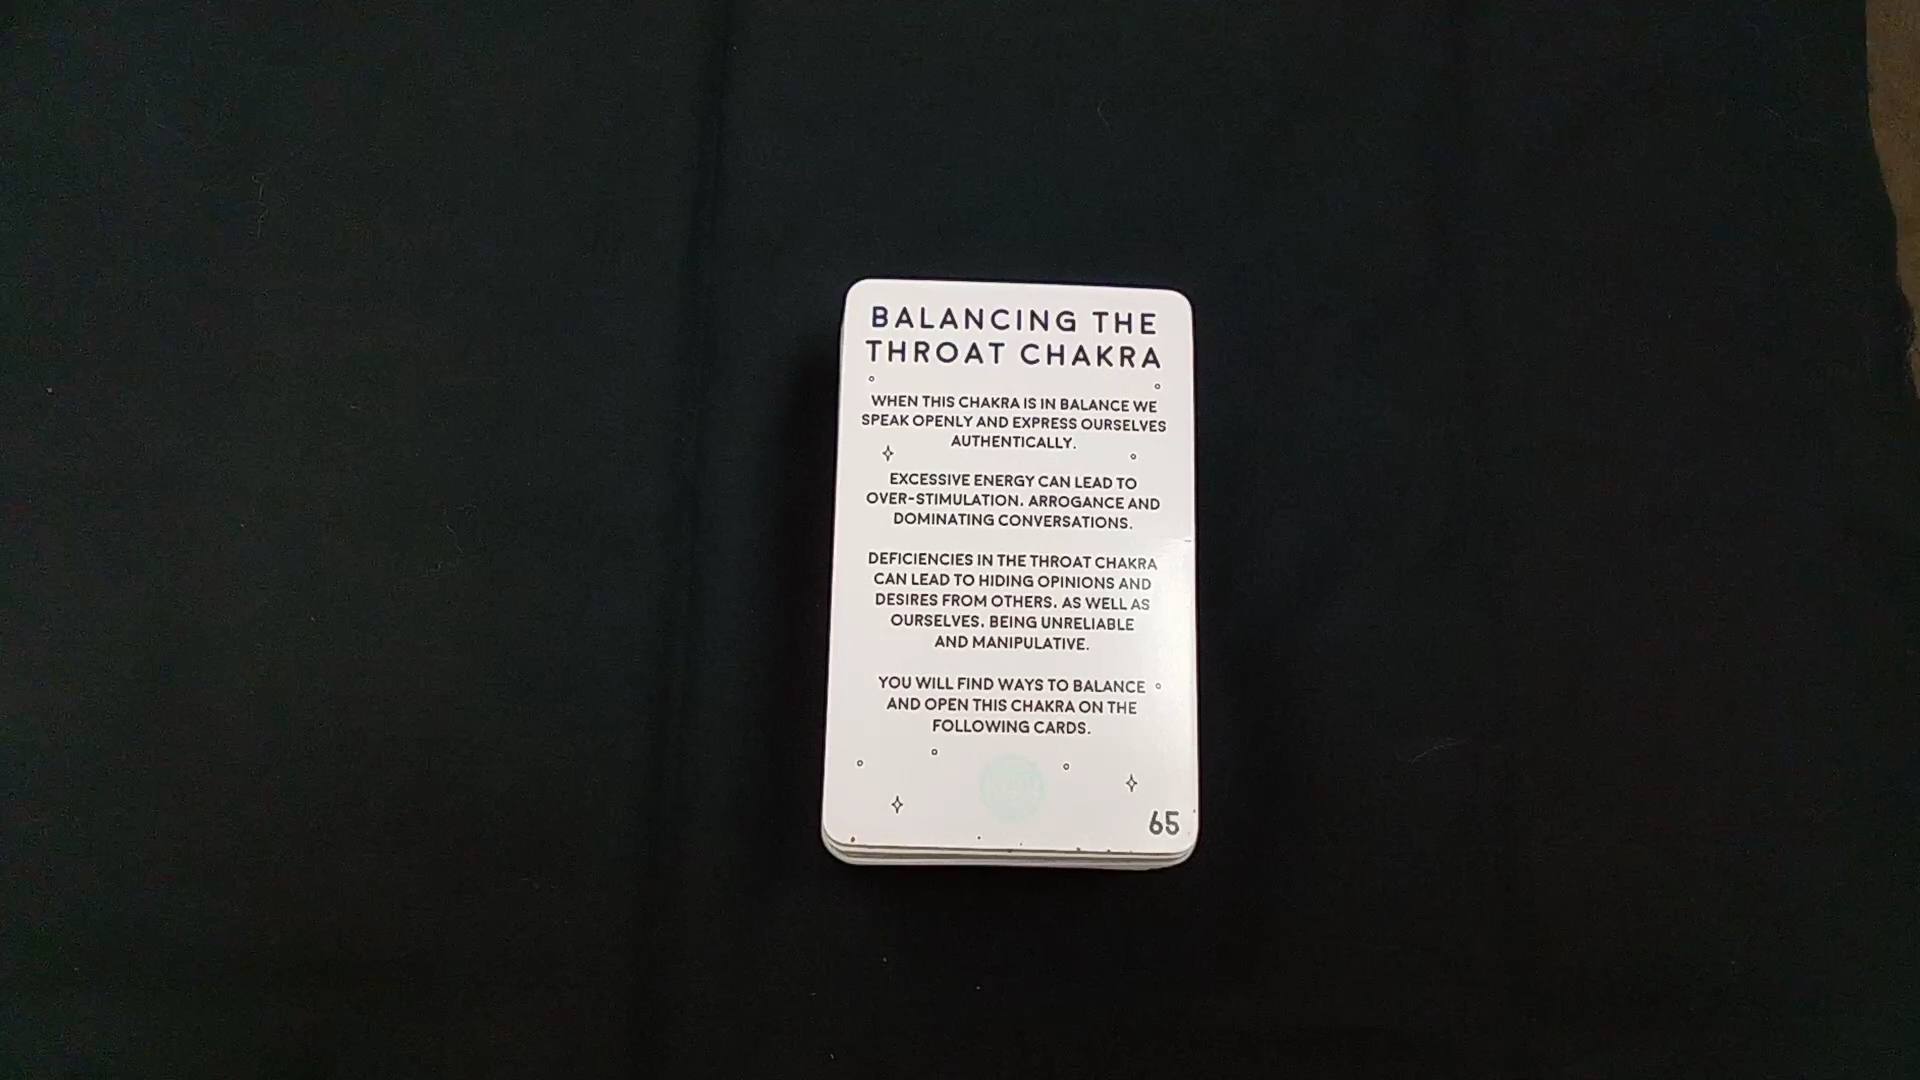 BALANCING THE
THROAT CHAKRA
WHEN THIS CHAKRA IS IN BALANCE WE
SPEAK OPENLY AND EXPRESS OURSELVES
AUTHENTICALLY.
EXCESSIVE ENERGY CAN LEAD TO
OVER-STIMULATION. ARROGANCE AND
DOMINATING CONVERSATIONS.
DEFICIENCIES IN THE THROAT CHAKRA
CAN LEAD TO HIDING OPINIONS AND
DESIRES FROM OTHERS. AS WELL AS
OURSELVES. BEING UNRELIABLE
AND MANIPULATIVE.
YOU WILL FIND WAYS TO BALANCE
AND OPEN THIS CHAKRA ON THE
FOLLOWING CARDS.
65